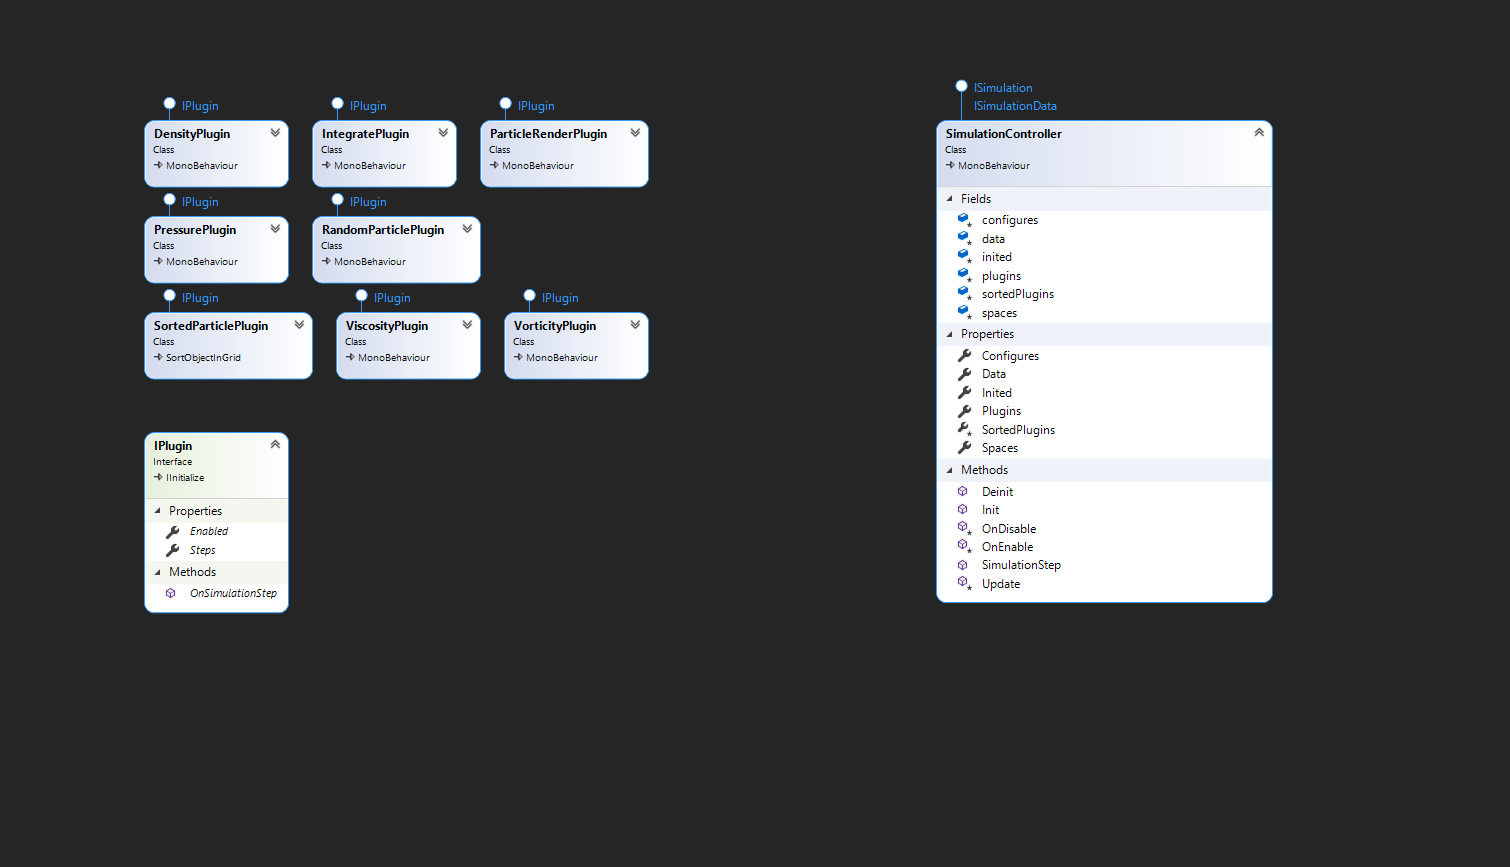 IPlugin
DensityPlugin
Class
MonoBehaviour
IPlugin
IntegratePlugin
Class
MonoBehaviour
IPlugin
ParticleRenderPlugin
Class
MonoBehaviour
IPlugin
PressurePlugin
Class
MonoBehaviour
IPlugin
RandomParticlePlugin
Class
MonoBehaviour
IPlugin
SortedParticlePlugin
Class
SortObjectInGrid
IPlugin
ViscosityPlugin
Class
MonoBehaviour
IPlugin
VorticityPlugin
Class
MonoBehaviour
IPlugin
Interface
IInitialize
Properties
Enabled
Steps
Methods
OnSimulationStep
ISimulation
ISimulationData
SimulationController
Class
MonoBehaviour
Fields
configures
data
inited
plugins
sortedPlugins
spaces
Properties
Configures
Data
Inited
Plugins
SortedPlugins
Spaces
Methods
Deinit
Init
OnDisable
OnEnable
SimulationStep
Update